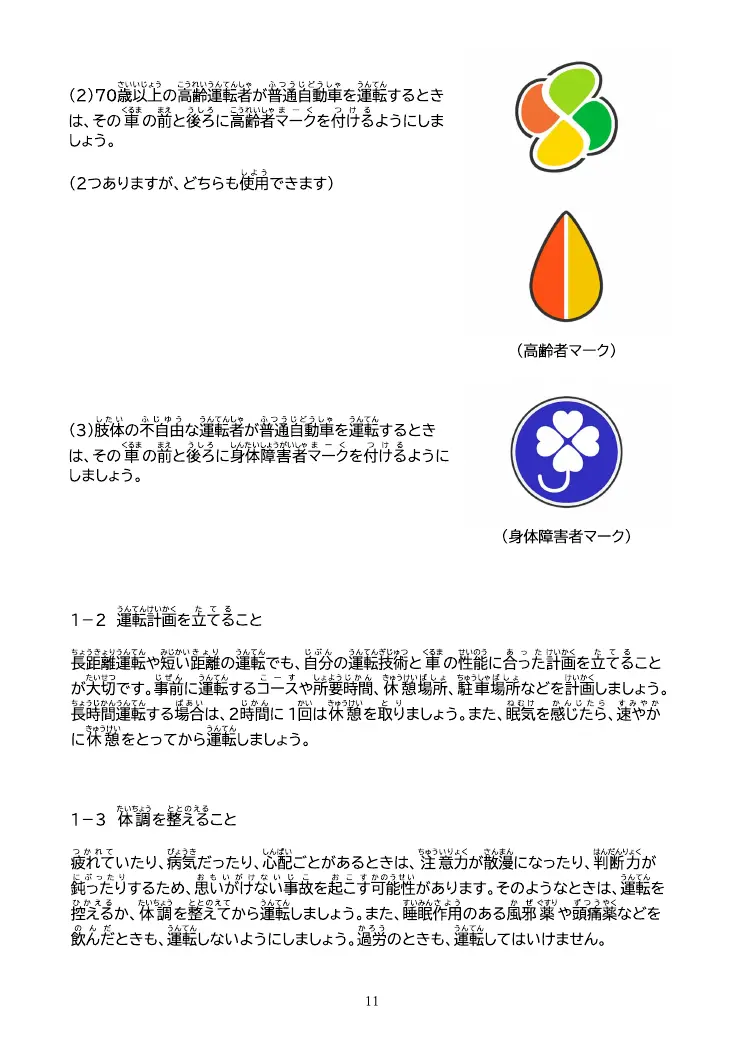 (2)70歳以上の高齢運転者が普通自動車を運転するとき
は、その車の前と後ろに高齢者マークを付けるようにしま
しょう。
(2つありますが、どちらも使用できます)
(高齢者マーク)
(3)肢体の不自由な運転者が普通自動車を運転するとき
は、その車の前と後ろに身体障害者マークを付けるように
しましょう。
(身体障害者マーク)
1-2 運転計画を立てること
長距離運転や短い距離の運転でも、自分の運転技術と車の性能に合った計画を立てること
が大切です。事前に運転するコースや所要時間、休憩場所、駐車場所などを計画しましょう。
長時間運転する場合は、2時間に1回は休憩を取りましょう。また、眠気を感じたら、速やか
に休憩をとってから運転しましょう。
1-3 体調を整えること
疲れていたり、病気だったり、心配ごとがあるときは、注意力が散漫になったり、判断力が
鈍ったりするため、思いがけない事故を起こす可能性があります。そのようなときは、運転を
控えるか、体調を整えてから運転しましょう。また、睡眠作用のある風邪薬や頭痛薬などを
飲んだときも、運転しないようにしましょう。過労のときも、運転してはいけません。
11